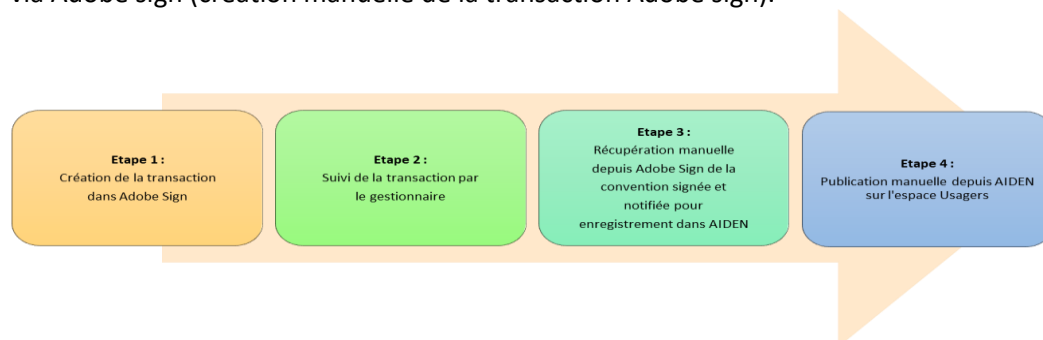 via Adobe sign (création manuelle de la transaction Adobe sign).
Etape 1 :
Création de la transaction
dans Adobe Sign
Etape 2 :
Suivi de la transaction par
le gestionnaire
Etape 3 :
Récupération manuelle
depuis Adobe Sign de la
convention signée et
notifiée pour
enregistrement dans AIDEN
Etape 4 :
Publication manuelle depuis AIDEN
sur l'espace Usagers